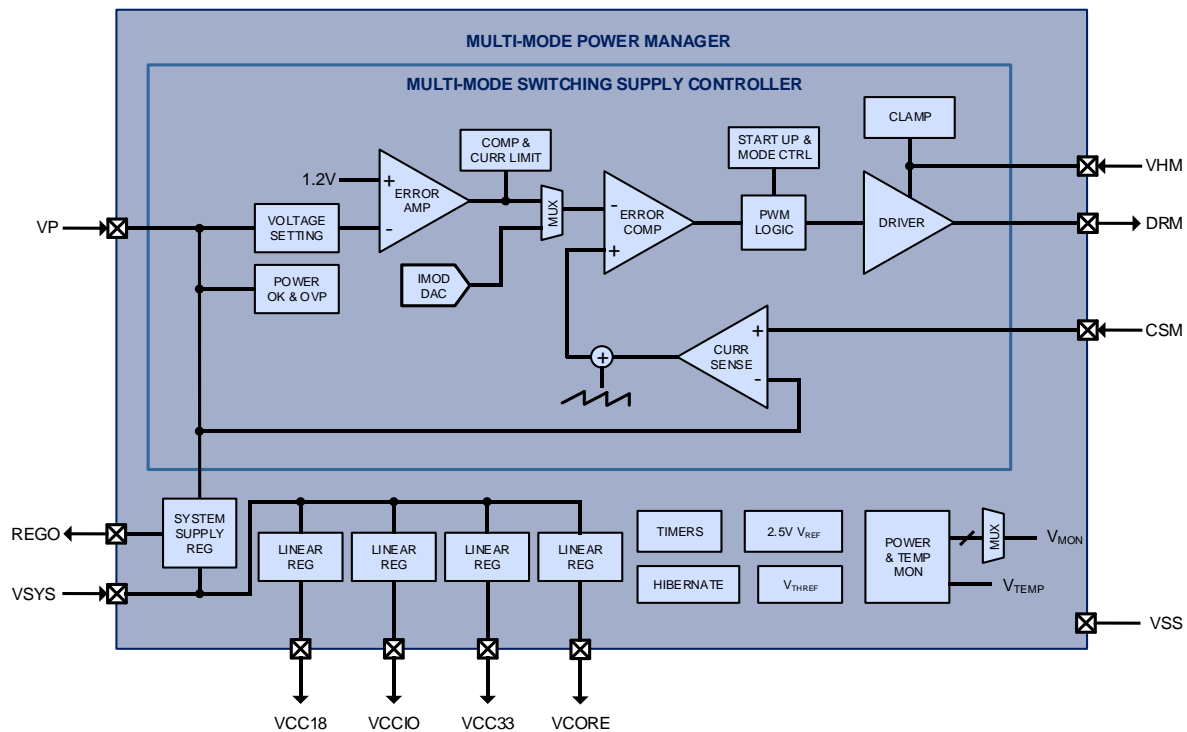 MULTI-MODE POWER MANAGER
MULTI-MODE SWITCHING SUPPLY CONTROLLER
CLAMP
COMP &
CURR LIMIT
START UP &
MODE CTRL
VHM
1.2V
+
-
ERROR
AMP
MUX
-
+
ERROR
COMP
PWM
LOGIC
DRIVER
DRM
VP
VOLTAGE
SETTING
POWER
OK & OVP
IMOD
DAC
+
-
CURR
SENSE
CSM
+
REGO
SYSTEM
SUPPLY
REG
VSYS
LINEAR
REG
LINEAR
REG
LINEAR
REG
LINEAR
REG
TIMERS
2.5V VREF
HIBERNATE
VTHREF
POWER
& TEMP
MON
MUX
VMON
VTEMP
VSS
VCC18
VCCIO
VCC33
VCORE